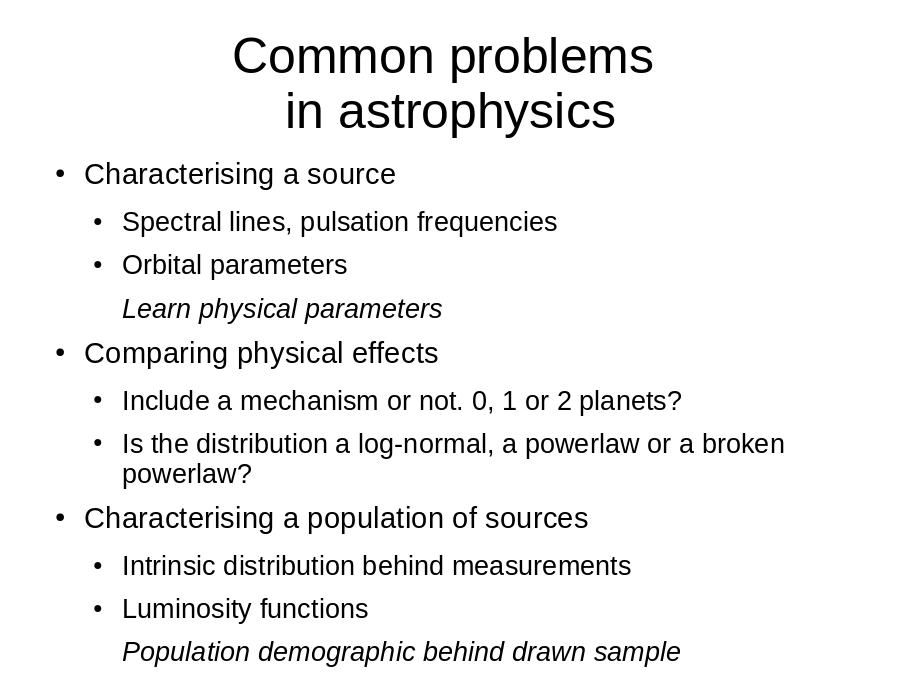 Common problems
in astrophysics
• Characterising a source
• Spectral lines, pulsation frequencies
• Orbital parameters
Learn physical parameters
• Comparing physical effects
• Include a mechanism or not. 0, 1 or 2 planets?
• Is the distribution a log-normal, a powerlaw or a broken
powerlaw?
• Characterising a population of sources
• Intrinsic distribution behind measurements
• Luminosity functions
Population demographic behind drawn sample